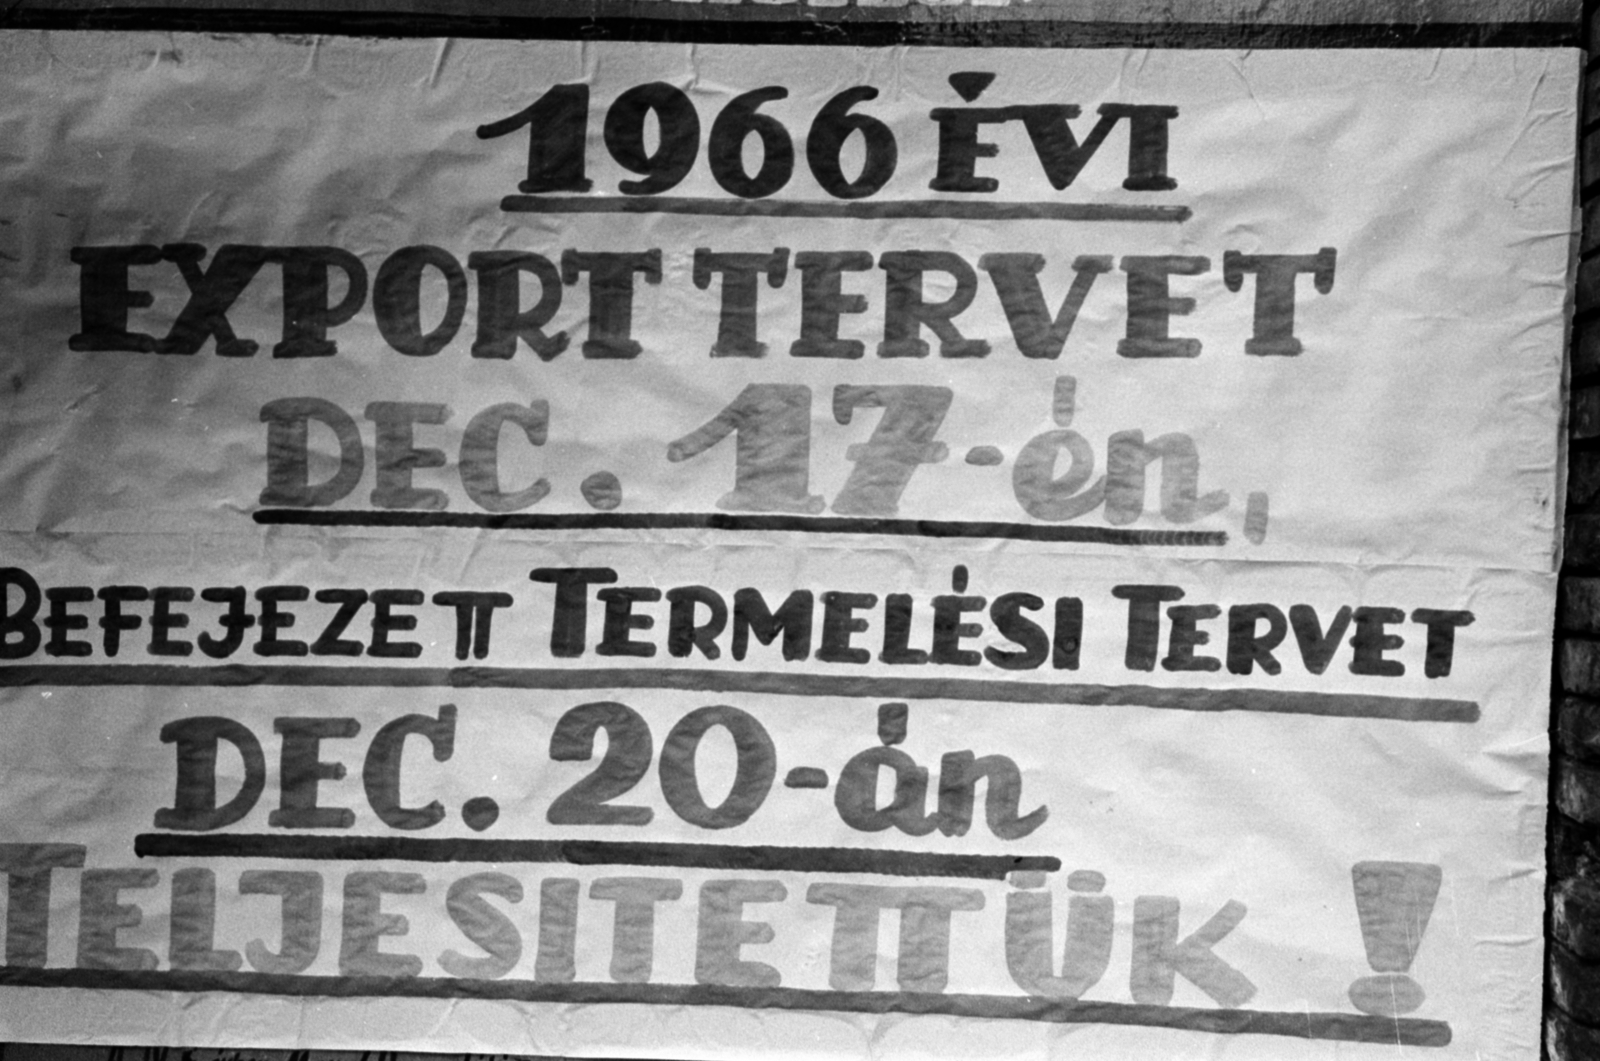 1966 ÉVI
EXPORT TERVET
DEC. 17-én,
BEFEJEZETT TERMELÉSI TERVET
DEC. 20-án
TELJESITETTÜK !